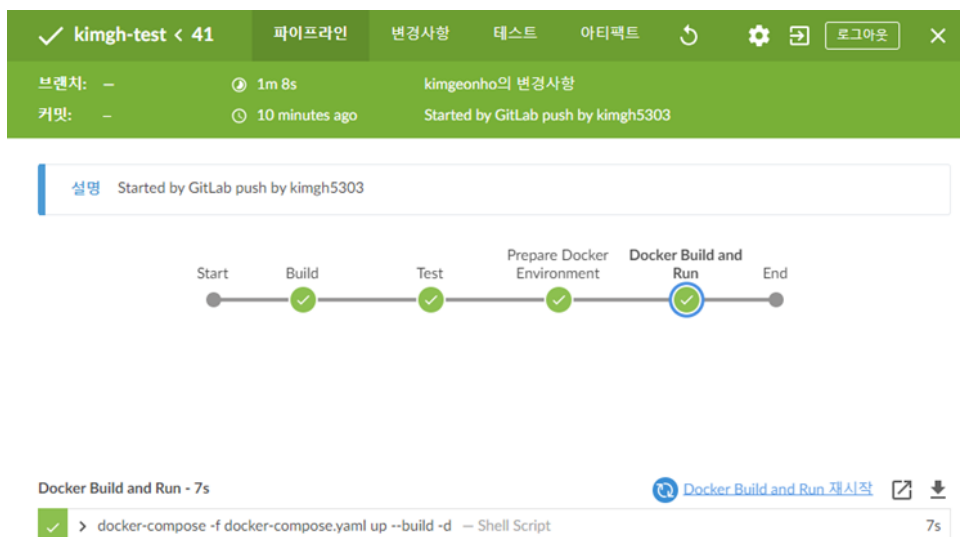 kimgh-test < 41
파이프라인 변경사항 테스트 아티팩트 로그아웃
브랜치: – 1m 8s kimgeonho의 변경사항
커밋: – 10 minutes ago Started by GitLab push by kimgh5303
설명 Started by GitLab push by kimgh5303
Start Build Test Prepare Docker Environment Docker Build and Run End
Docker Build and Run - 7s Docker Build and Run 재시작
> docker-compose -f docker-compose.yaml up --build -d – Shell Script 7s